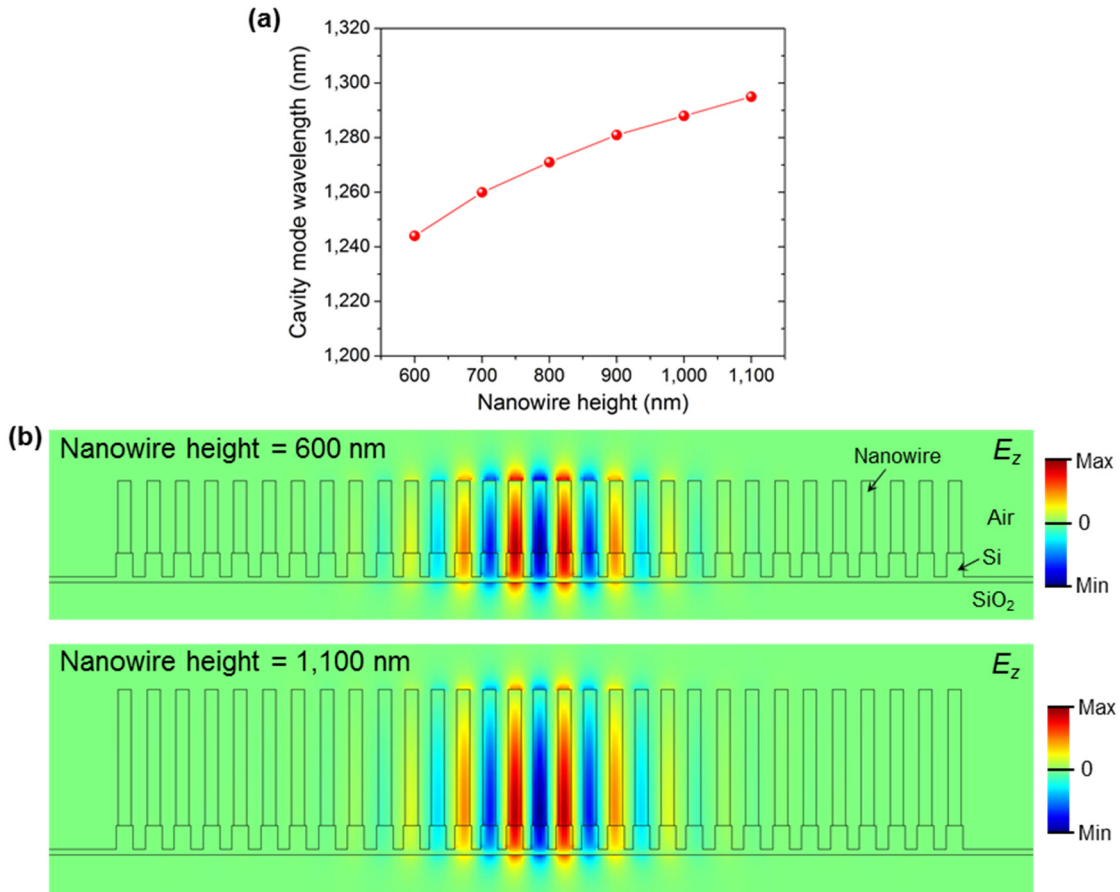 (a)
1,320
1,300
1,280
1,260
1,240
1,220
1,200
Cavity mode wavelength (nm)
600 700 800 900 1,000 1,100
Nanowire height (nm)
(b)
Nanowire height = 600 nm
Nanowire
Air
Si
SiO₂
E_z
Max
0
Min
Nanowire height = 1,100 nm
E_z
Max
0
Min